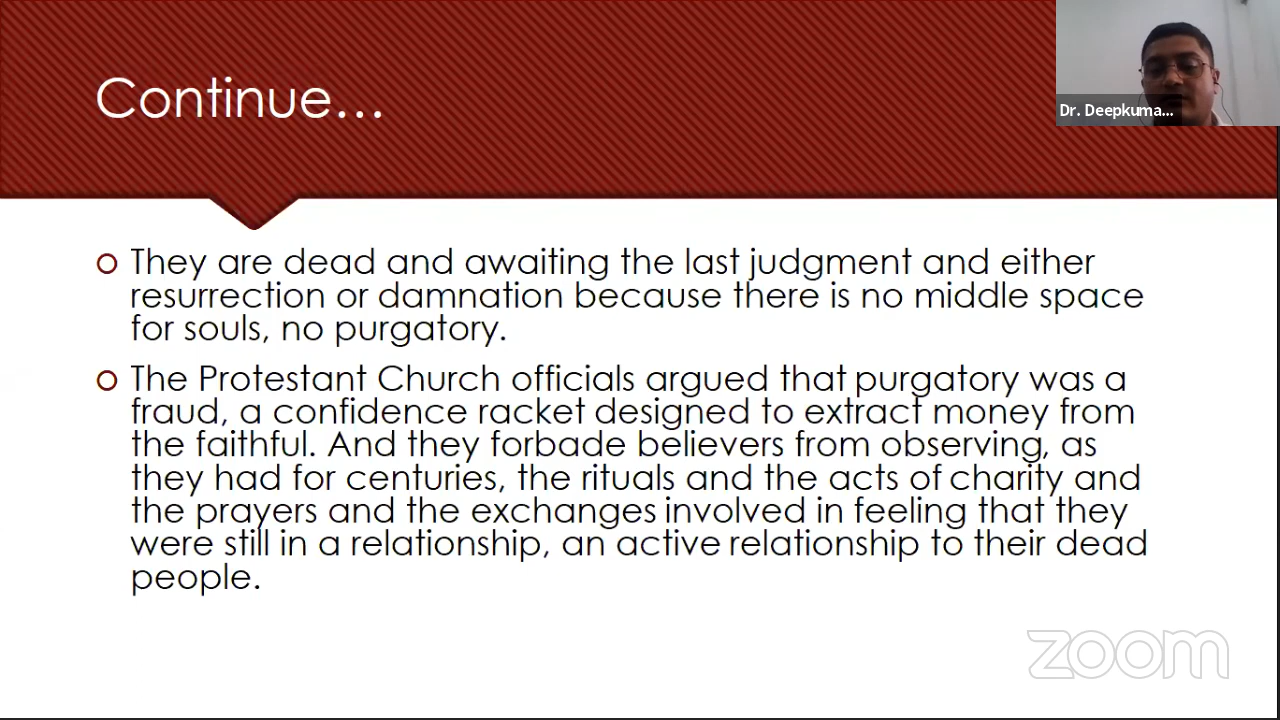 Continue...
Dr. Deepkuma...
They are dead and awaiting the last judgment and either
resurrection or damnation because there is no middle space
for souls, no purgatory.
The Protestant Church officials argued that purgatory was a
fraud, a confidence racket designed to extract money from
the faithful. And they forbade believers from observing, as
they had for centuries, the rituals and the acts of charity and
the prayers and the exchanges involved in feeling that they
were still in a relationship, an active relationship to their dead
people.
zoom